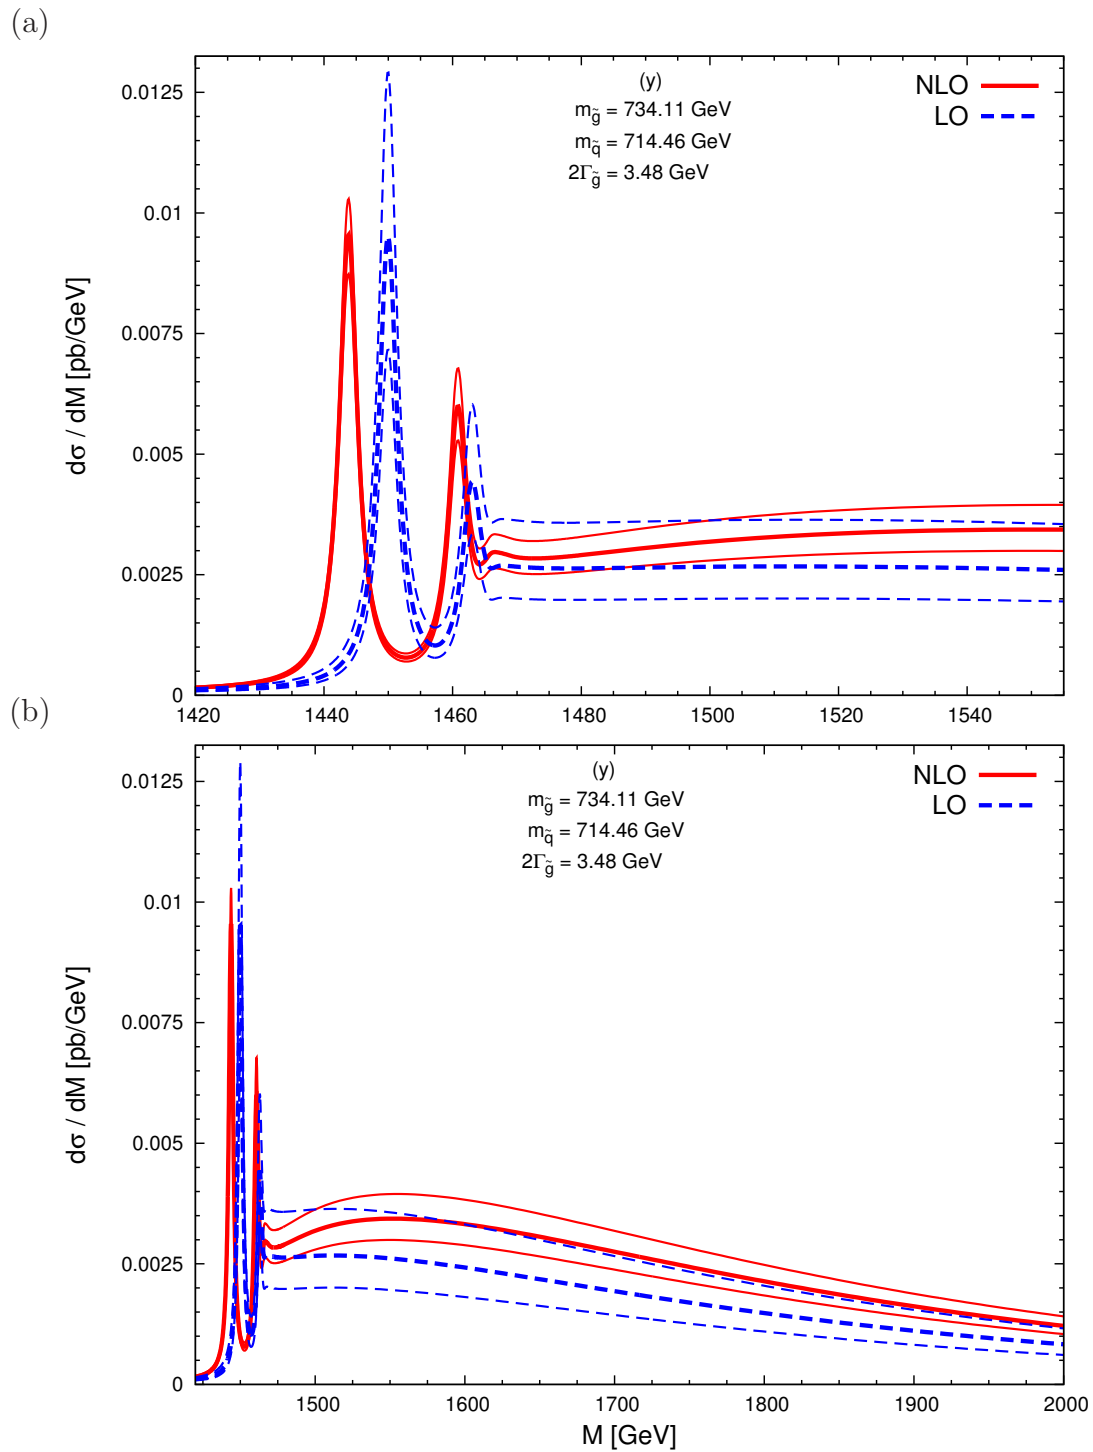 (a)
(y)
m_g̃ = 734.11 GeV
m_q̃ = 714.46 GeV
2Γ_g̃ = 3.48 GeV
NLO
LO
dσ / dM [pb/GeV]
0.0125
0.01
0.0075
0.005
0.0025
0
1420 1440 1460 1480 1500 1520 1540
(b)
(y)
m_g̃ = 734.11 GeV
m_q̃ = 714.46 GeV
2Γ_g̃ = 3.48 GeV
NLO
LO
dσ / dM [pb/GeV]
0.0125
0.01
0.0075
0.005
0.0025
0
1500 1600 1700 1800 1900 2000
M [GeV]